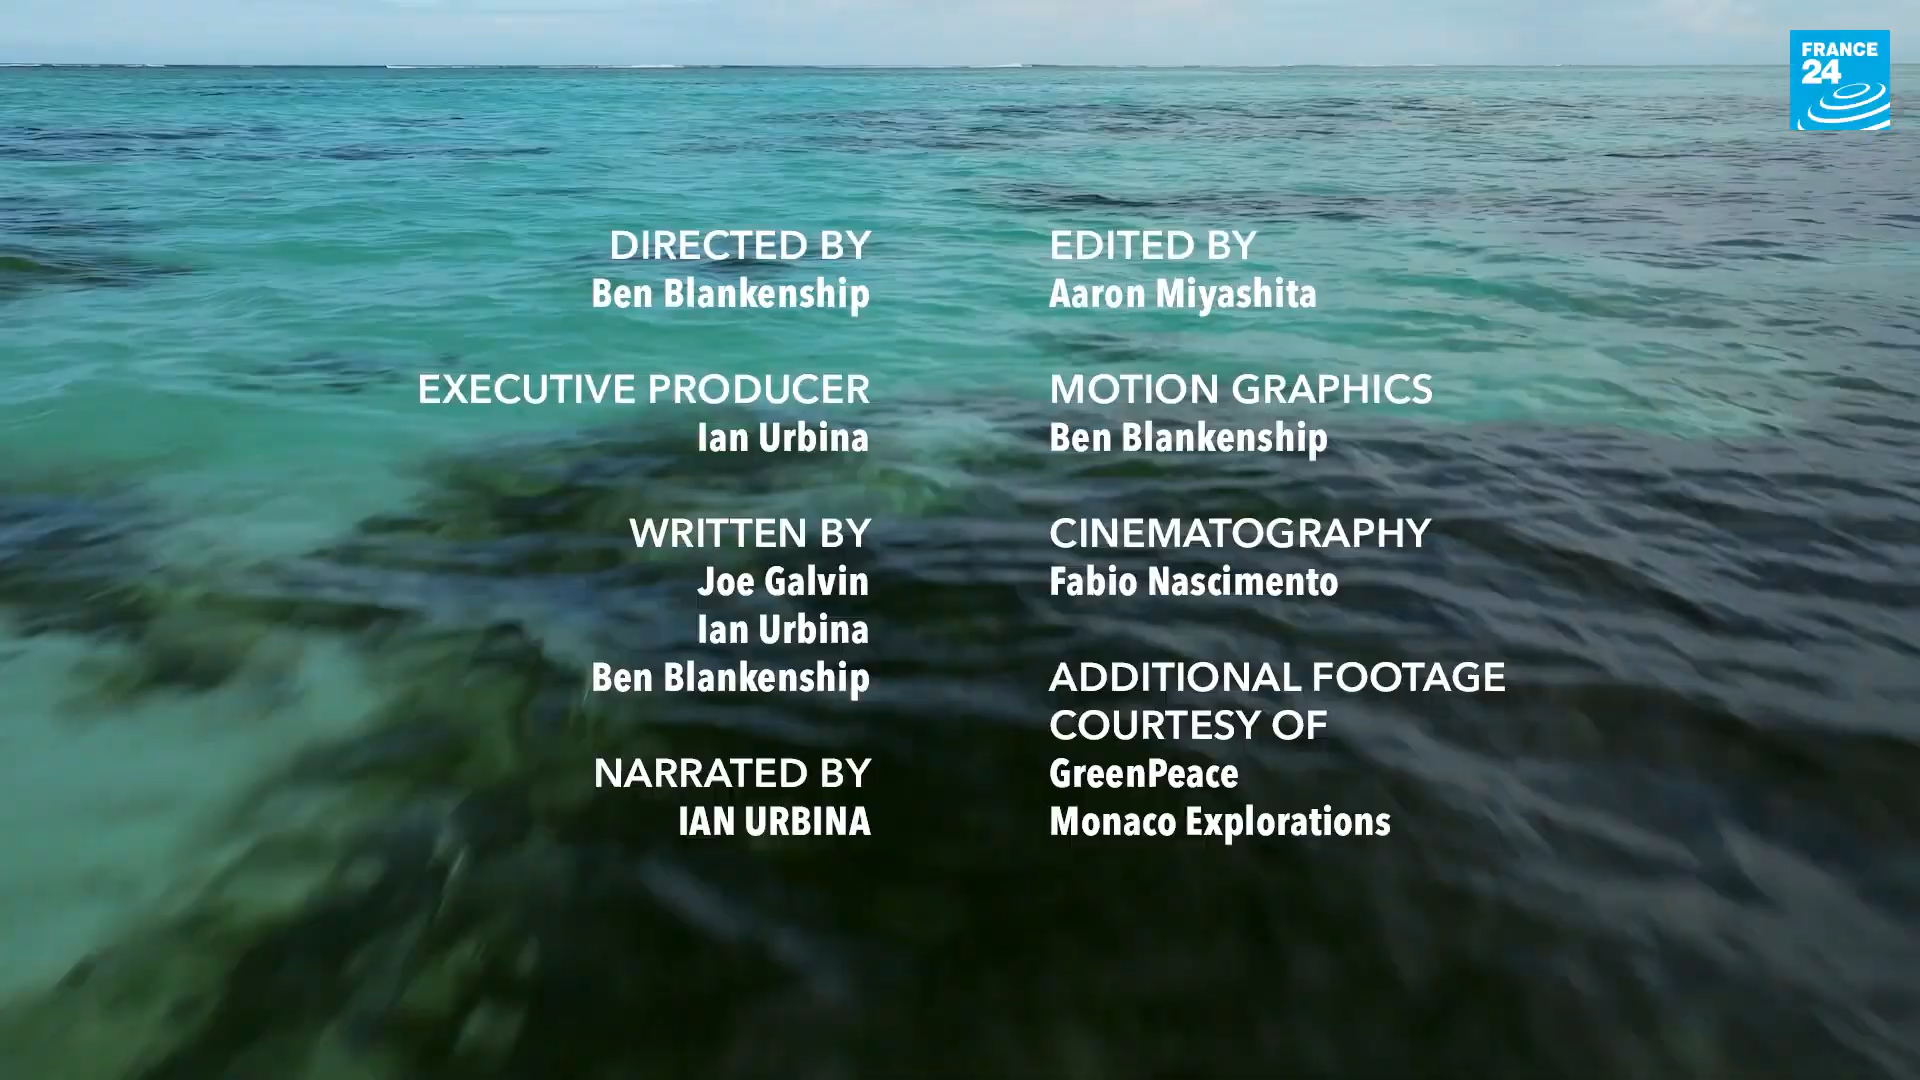 FRANCE
24
DIRECTED BY
Ben Blankenship
EXECUTIVE PRODUCER
Ian Urbina
WRITTEN BY
Joe Galvin
Ian Urbina
Ben Blankenship
NARRATED BY
IAN URBINA
EDITED BY
Aaron Miyashita
MOTION GRAPHICS
Ben Blankenship
CINEMATOGRAPHY
Fabio Nascimento
ADDITIONAL FOOTAGE
COURTESY OF
GreenPeace
Monaco Explorations